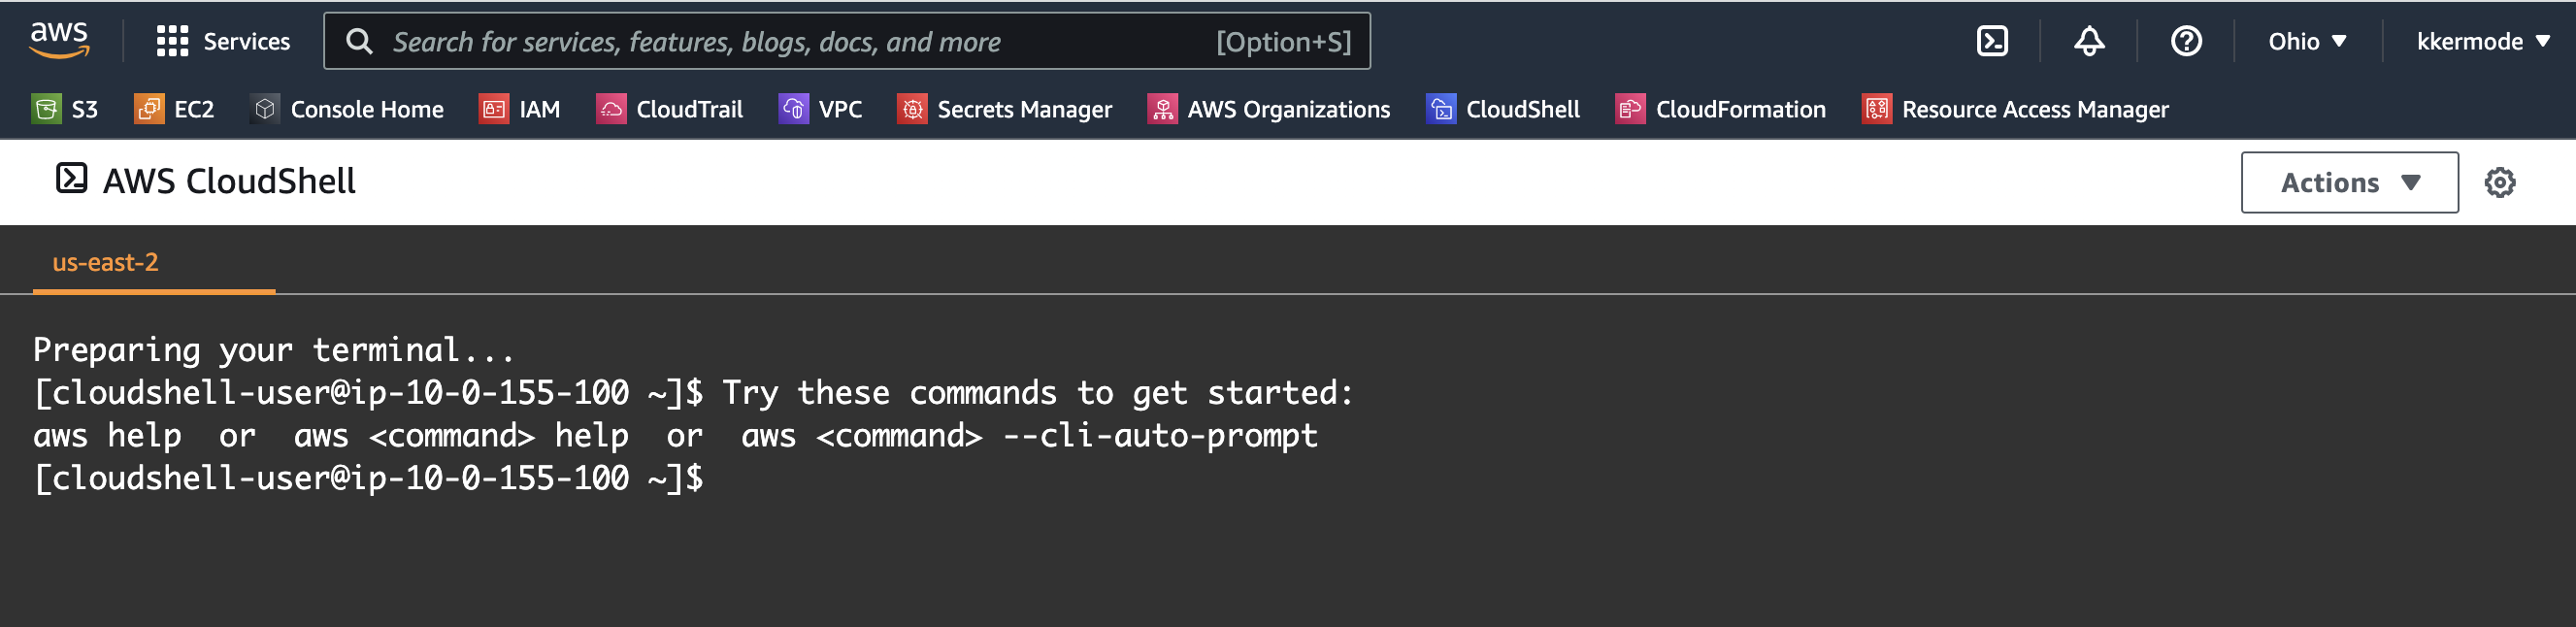 aws Services Search for services, features, blogs, docs, and more [Option+S] Ohio kkermode
S3 EC2 Console Home IAM CloudTrail VPC Secrets Manager AWS Organizations CloudShell CloudFormation Resource Access Manager
AWS CloudShell Actions
us-east-2
Preparing your terminal...
[cloudshell-user@ip-10-0-155-100 ~]$ Try these commands to get started:
aws help  or  aws <command> help  or  aws <command> --cli-auto-prompt
[cloudshell-user@ip-10-0-155-100 ~]$